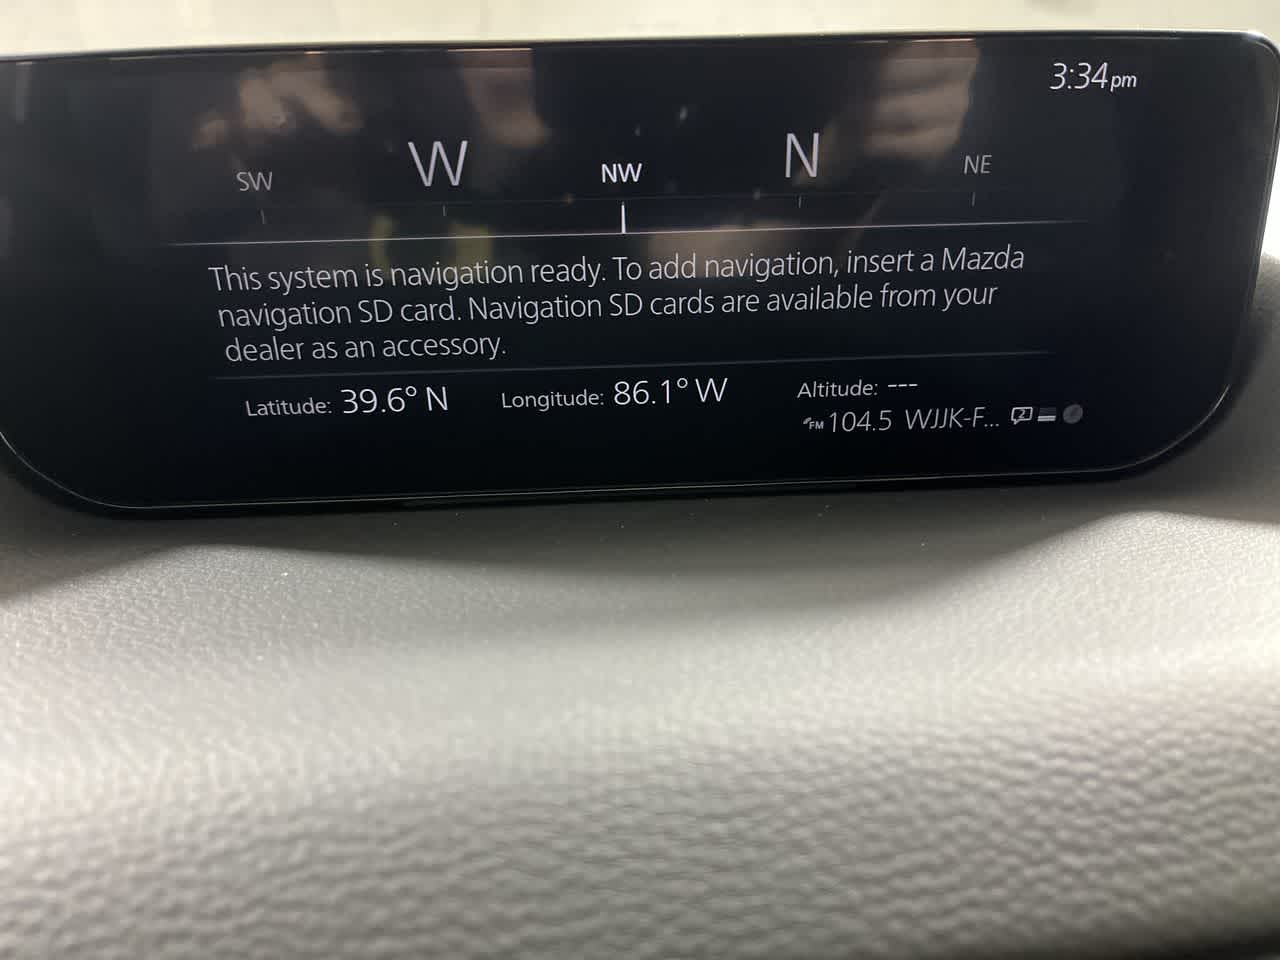 3:34pm
SW W NW N NE
This system is navigation ready. To add navigation, insert a Mazda
navigation SD card. Navigation SD cards are available from your
dealer as an accessory.
Latitude: 39.6° N Longitude: 86.1° W Altitude: ---
FM 104.5 WJJK-F... 2